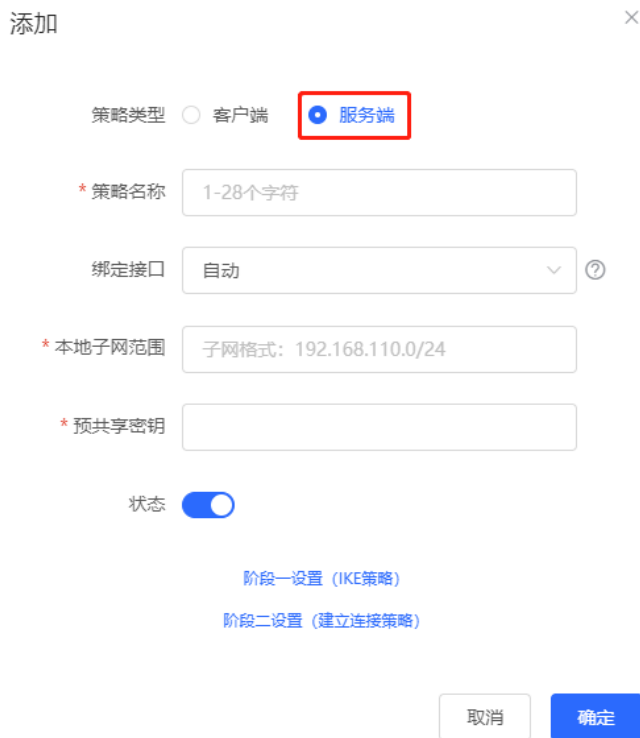 添加
策略类型 客户端 服务端
* 策略名称 1-28个字符
绑定接口 自动
* 本地子网范围 子网格式：192.168.110.0/24
* 预共享密钥
状态
阶段一设置（IKE策略）
阶段二设置（建立连接策略）
取消 确定